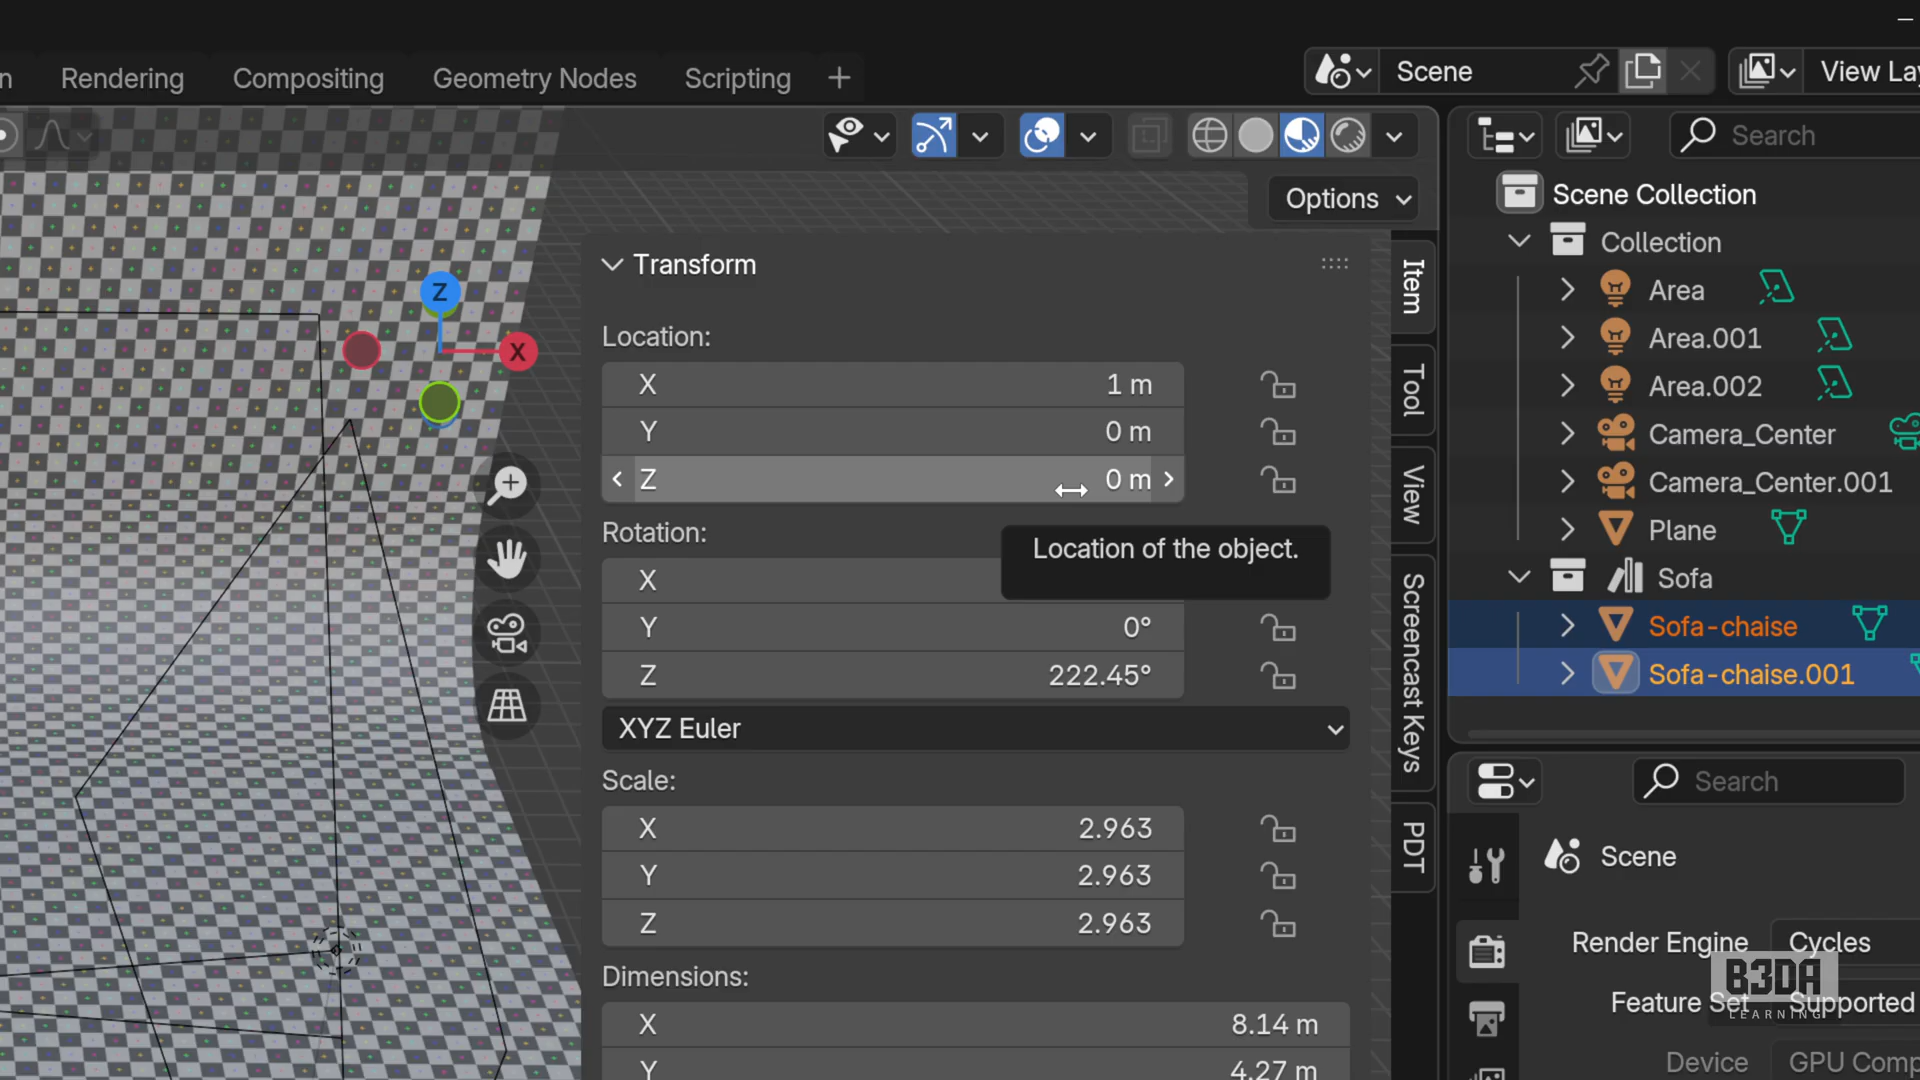 n Rendering Compositing Geometry Nodes Scripting +
Scene
View Lay
Search
Options
Scene Collection
Collection
Area
Area.001
Area.002
Camera_Center
Camera_Center.001
Plane
Sofa
Sofa-chaise
Sofa-chaise.001
Z
X
Transform
Location:
X 1 m
Y 0 m
Z 0 m
Rotation:
Location of the object.
X
Y 0°
Z 222.45°
XYZ Euler
Scale:
X 2.963
Y 2.963
Z 2.963
Dimensions:
X 8.14 m
Y 4.27 m
Item
Tool
View
Screencast Keys
PDT
Search
Scene
Render Engine Cycles
Feature Set Supported
Device GPU Comp
B3DA
LEARNING